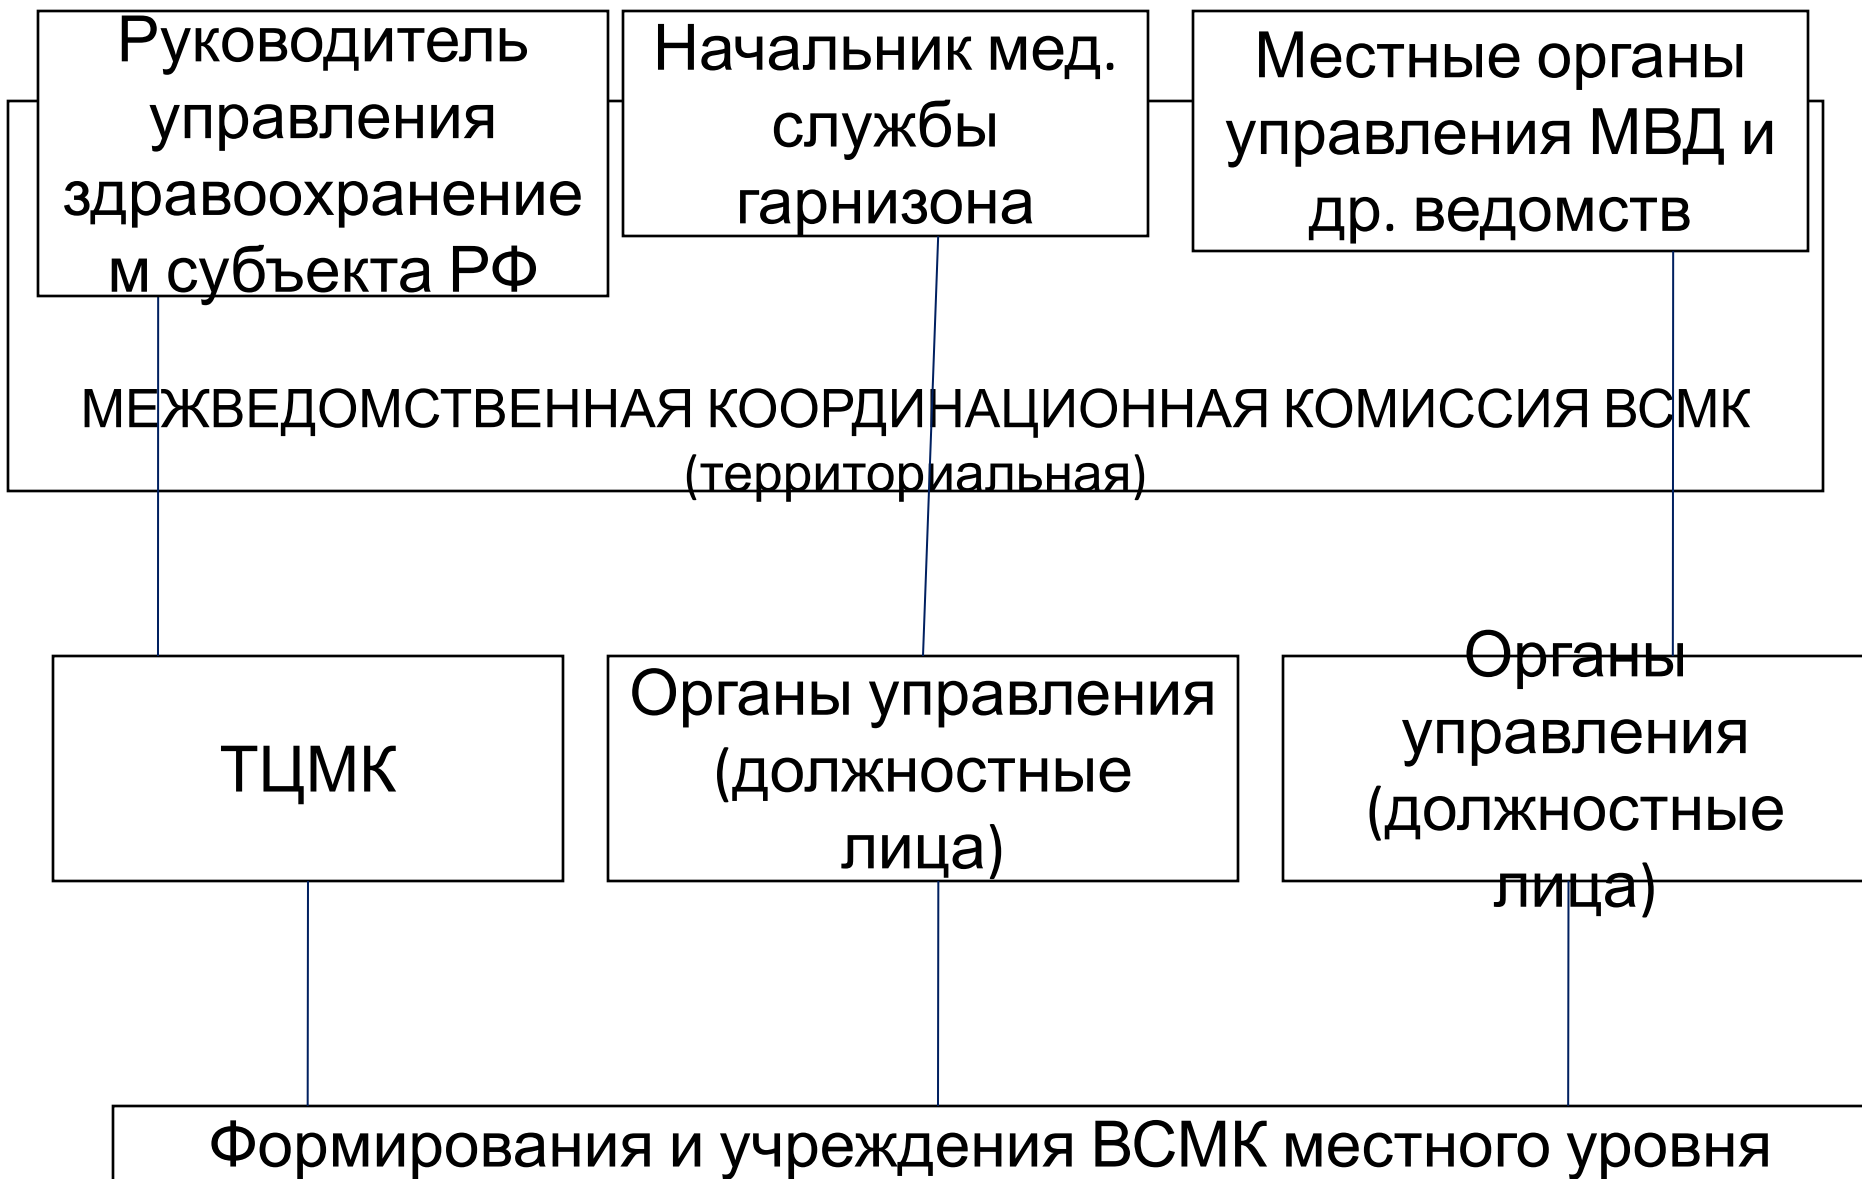 Руководитель
управления
здравоохранение
м субъекта РФ
Начальник мед.
службы
гарнизона
Местные органы
управления МВД и
др. ведомств
МЕЖВЕДОМСТВЕННАЯ КООРДИНАЦИОННАЯ КОМИССИЯ ВСМК
(территориальная)
ТЦМК
Органы управления
(должностные
лица)
Органы
управления
(должностные
лица)
Формирования и учреждения ВСМК местного уровня